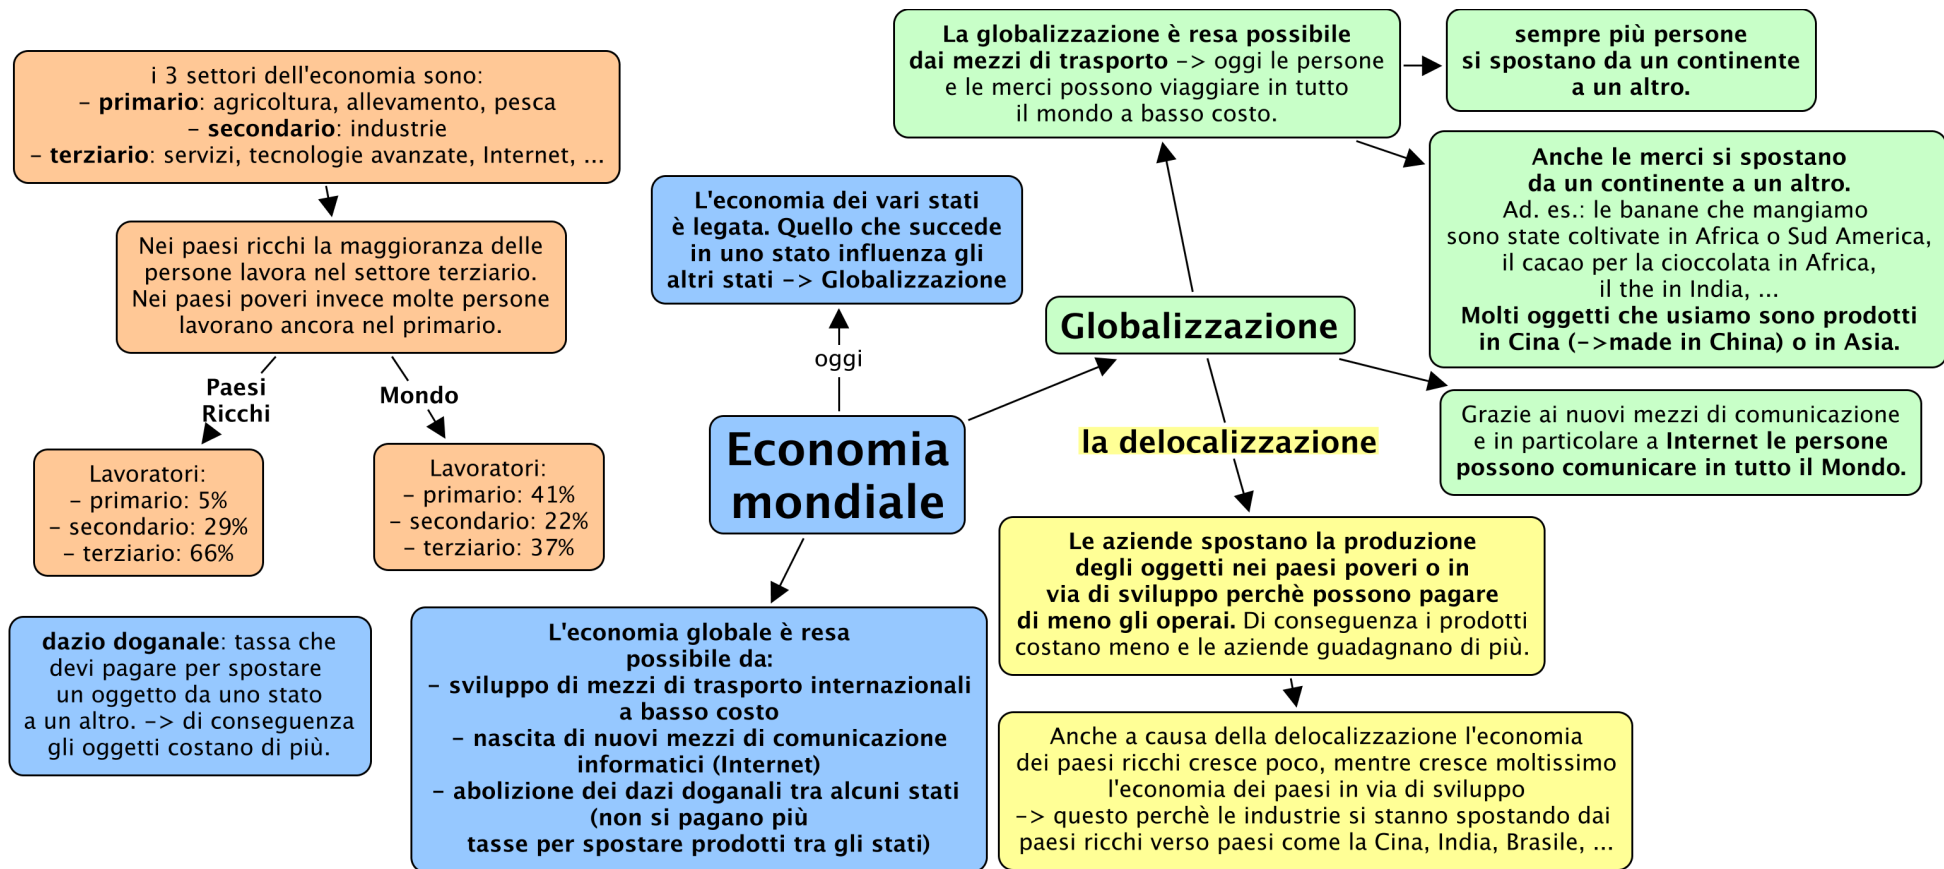 i 3 settori dell'economia sono:
– primario: agricoltura, allevamento, pesca
– secondario: industrie
– terziario: servizi, tecnologie avanzate, Internet, ...
Nei paesi ricchi la maggioranza delle
persone lavora nel settore terziario.
Nei paesi poveri invece molte persone
lavorano ancora nel primario.
Paesi
Ricchi
Mondo
Lavoratori:
– primario: 5%
– secondario: 29%
– terziario: 66%
Lavoratori:
– primario: 41%
– secondario: 22%
– terziario: 37%
dazio doganale: tassa che
devi pagare per spostare
un oggetto da uno stato
a un altro. –> di conseguenza
gli oggetti costano di più.
L'economia dei vari stati
è legata. Quello che succede
in uno stato influenza gli
altri stati –> Globalizzazione
oggi
Economia
mondiale
L'economia globale è resa
possibile da:
– sviluppo di mezzi di trasporto internazionali
a basso costo
– nascita di nuovi mezzi di comunicazione
informatici (Internet)
– abolizione dei dazi doganali tra alcuni stati
(non si pagano più
tasse per spostare prodotti tra gli stati)
Globalizzazione
La globalizzazione è resa possibile
dai mezzi di trasporto –> oggi le persone
e le merci possono viaggiare in tutto
il mondo a basso costo.
sempre più persone
si spostano da un continente
a un altro.
Anche le merci si spostano
da un continente a un altro.
Ad. es.: le banane che mangiamo
sono state coltivate in Africa o Sud America,
il cacao per la cioccolata in Africa,
il the in India, ...
Molti oggetti che usiamo sono prodotti
in Cina (–>made in China) o in Asia.
Grazie ai nuovi mezzi di comunicazione
e in particolare a Internet le persone
possono comunicare in tutto il Mondo.
la delocalizzazione
Le aziende spostano la produzione
degli oggetti nei paesi poveri o in
via di sviluppo perchè possono pagare
di meno gli operai. Di conseguenza i prodotti
costano meno e le aziende guadagnano di più.
Anche a causa della delocalizzazione l'economia
dei paesi ricchi cresce poco, mentre cresce moltissimo
l'economia dei paesi in via di sviluppo
–> questo perchè le industrie si stanno spostando dai
paesi ricchi verso paesi come la Cina, India, Brasile, ...